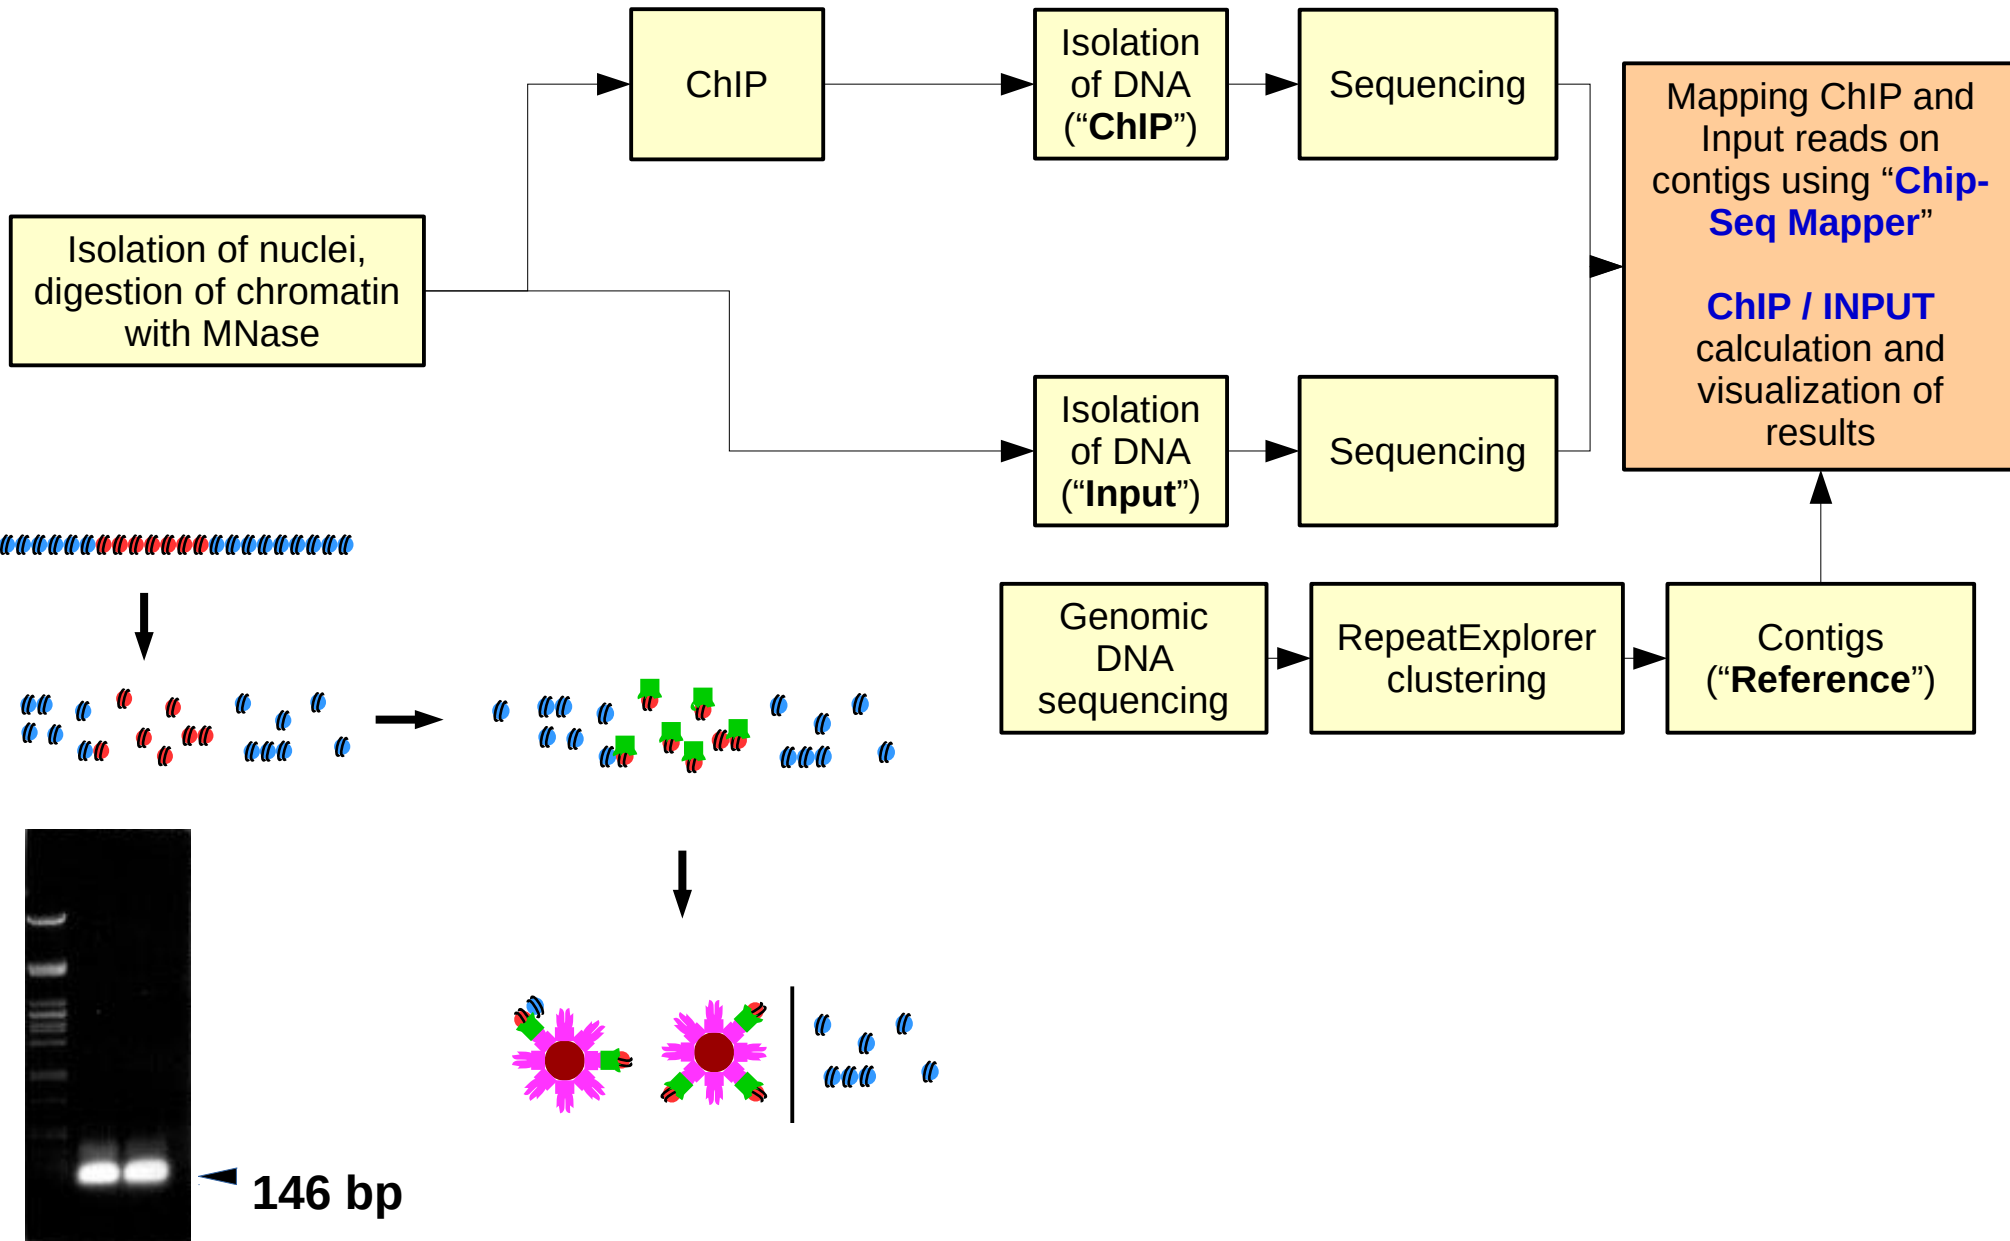 ChIP
Isolation
of DNA
(“ChIP”)
Sequencing
Mapping ChIP and
Input reads on
contigs using “Chip-
Seq Mapper”
ChIP / INPUT
calculation and
visualization of
results
Isolation of nuclei,
digestion of chromatin
with MNase
Isolation
of DNA
(“Input”)
Sequencing
Genomic
DNA
sequencing
RepeatExplorer
clustering
Contigs
(“Reference”)
146 bp